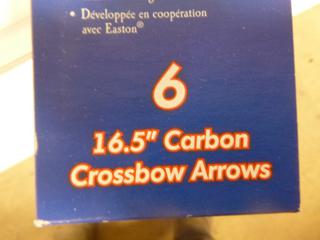 • Développée en coopération
avec Easton®
6
16.5" Carbon
Crossbow Arrows